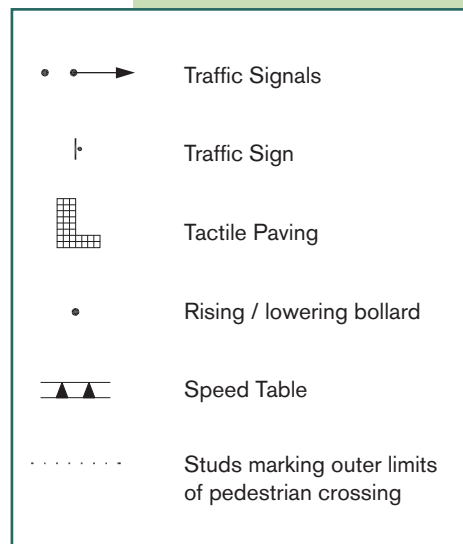 Traffic Signals
Traffic Sign
Tactile Paving
Rising / lowering bollard
Speed Table
Studs marking outer limits
of pedestrian crossing